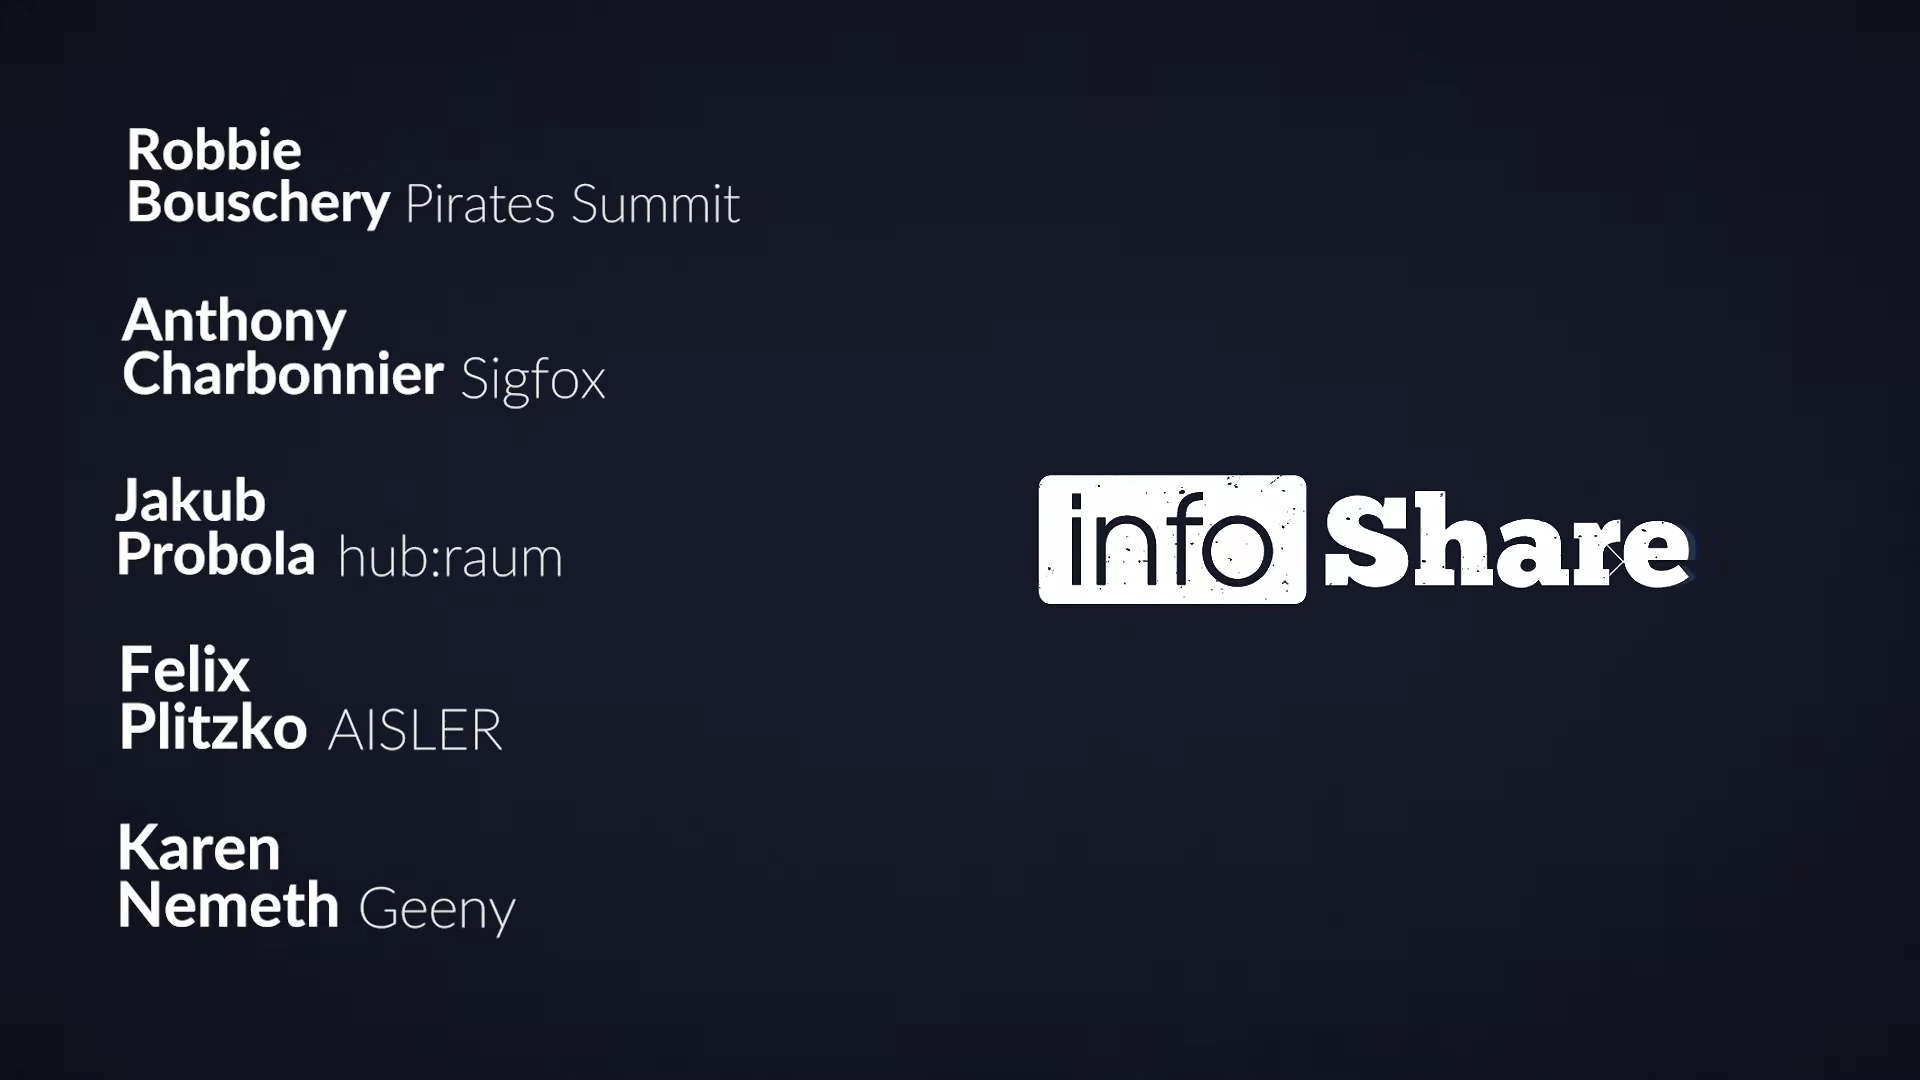 Robbie
Bouschery Pirates Summit
Anthony
Charbonnier Sigfox
Jakub
Probola hub:raum
Felix
Plitzko AISLER
Karen
Nemeth Geeny
info Share